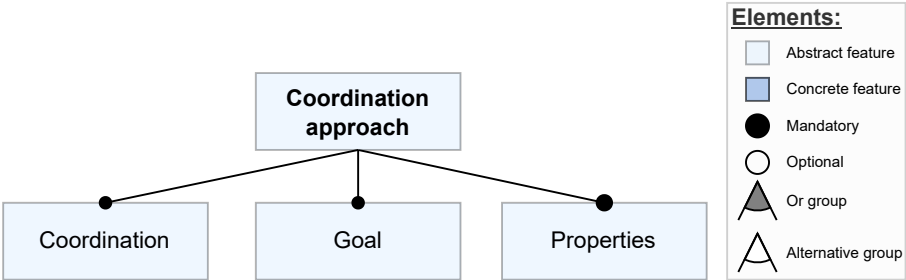 Coordination
approach
Coordination
Goal
Properties
Elements:
Abstract feature
Concrete feature
Mandatory
Optional
Or group
Alternative group